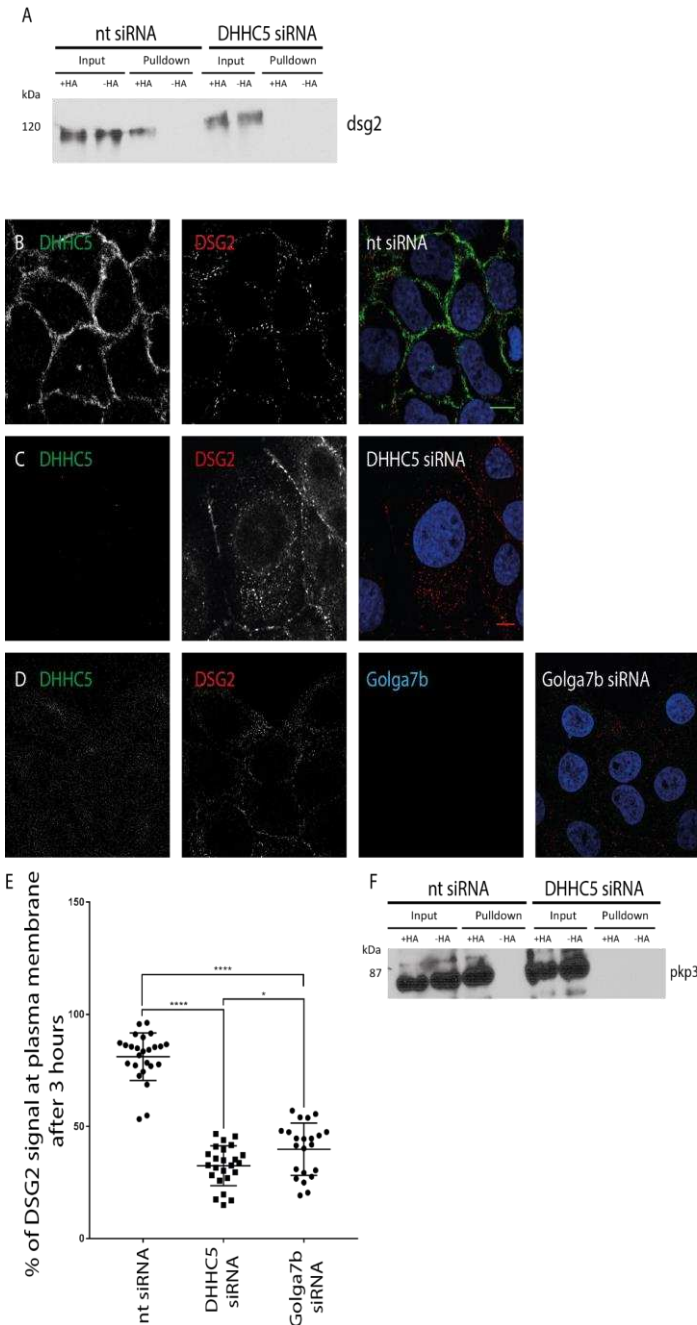 A
nt siRNA DHHC5 siRNA
Input Pulldown Input Pulldown
+HA -HA +HA -HA +HA -HA +HA -HA
kDa
120
dsg2
B DHHC5 DSG2 nt siRNA
C DHHC5 DSG2 DHHC5 siRNA
D DHHC5 DSG2 Golga7b Golga7b siRNA
E
% of DSG2 signal at plasma membrane
after 3 hours
150
100
50
0
****
****
*
nt siRNA
DHHC5
siRNA
Golga7b
siRNA
F
nt siRNA DHHC5 siRNA
Input Pulldown Input Pulldown
+HA -HA +HA -HA +HA -HA +HA -HA
kDa
87
pkp3